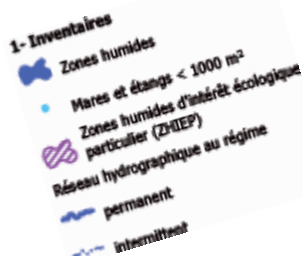 1- Inventaires
Zones humides
Mares et étangs < 1000 m²
Zones humides d'intérêt écologique
particulier (ZHIEP)
Réseau hydrographique au régime
permanent
intermittent